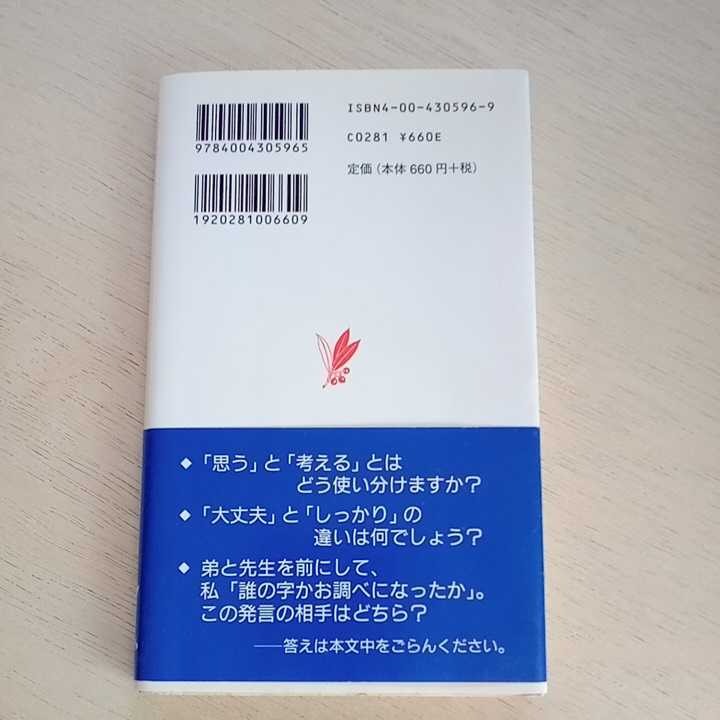 ISBN4-00-430596-9
C0281 ¥660E
定価(本体 660 円+税)
9784004305965
1920281006609
◆「思う」と「考える」とは
どう使い分けますか?
◆「大丈夫」と「しっかり」の
違いは何でしょう?
◆ 弟と先生を前にして、
私「誰の字かお調べになったか」。
この発言の相手はどちら?
——答えは本文中をごらんください。